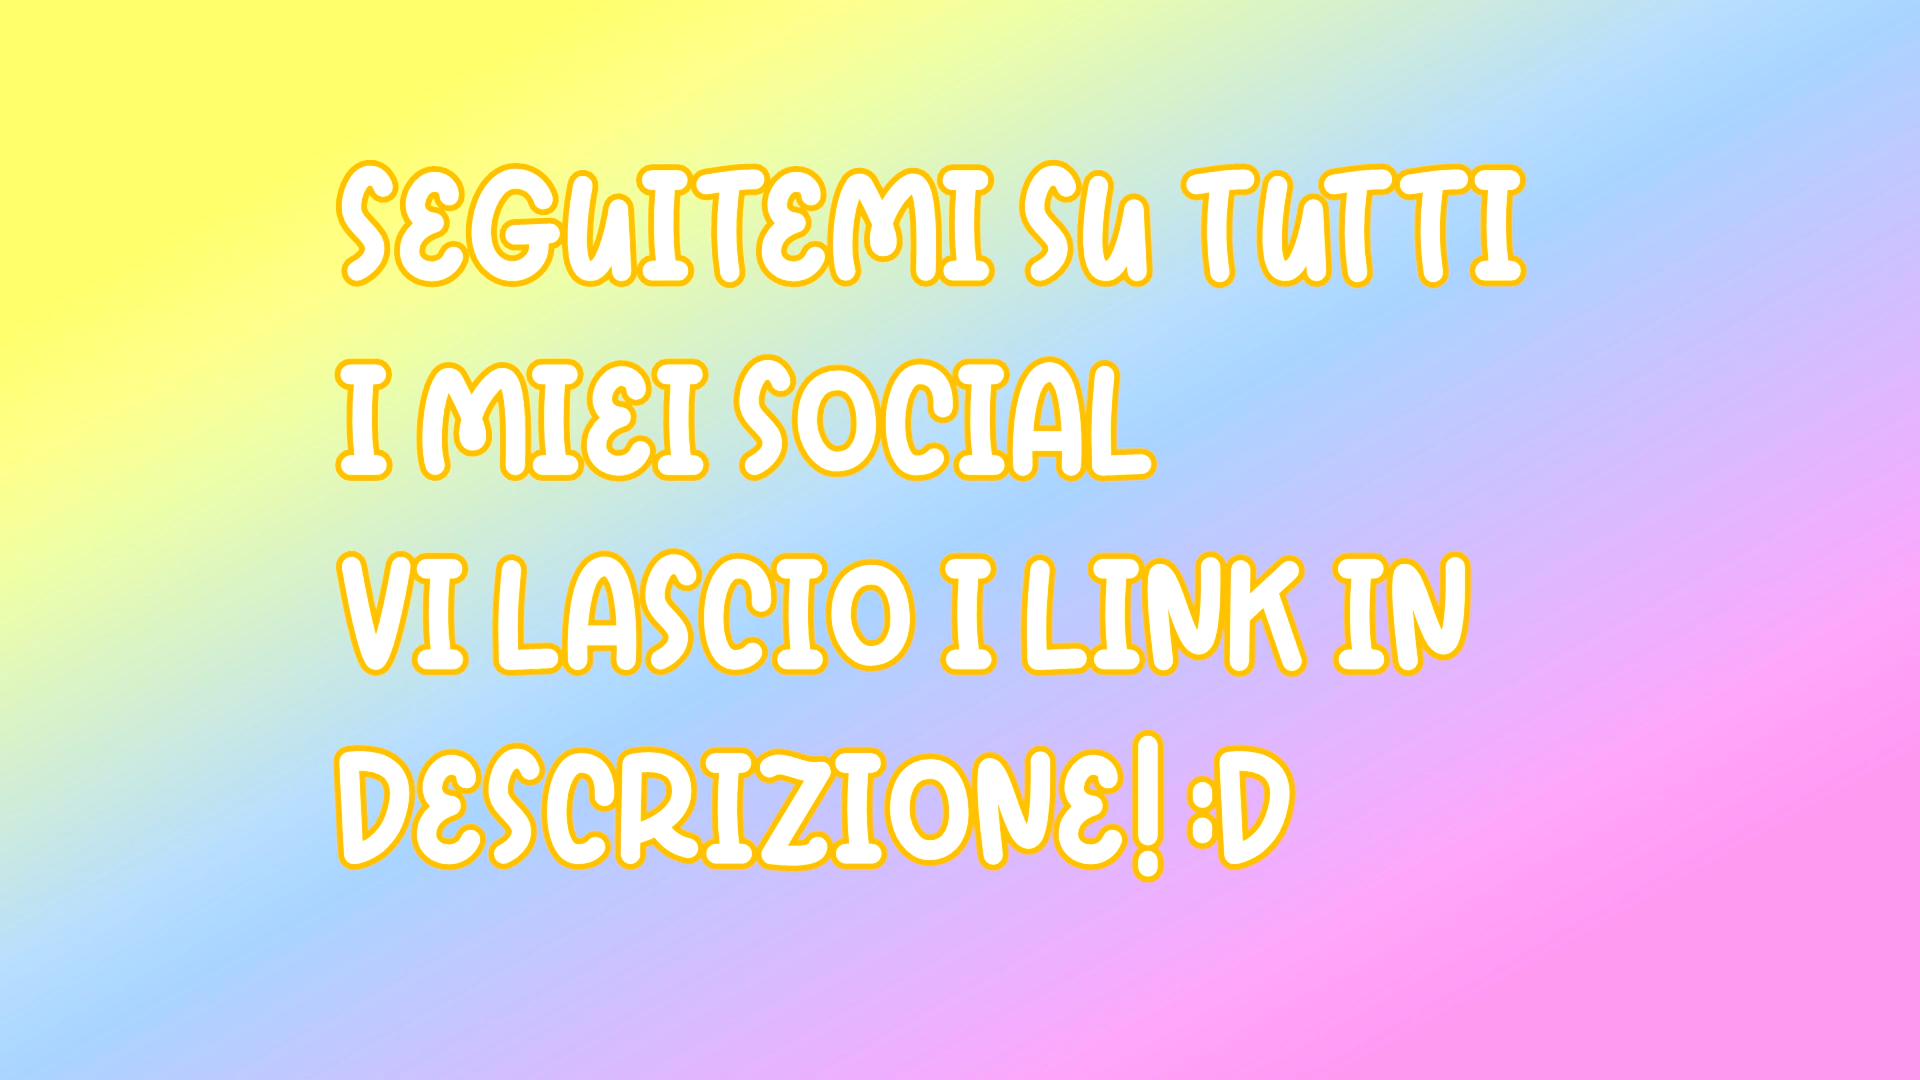 SEGUITEMI SU TUTTI
I MIEI SOCIAL
VI LASCIO I LINK IN
DESCRIZIONE! :D